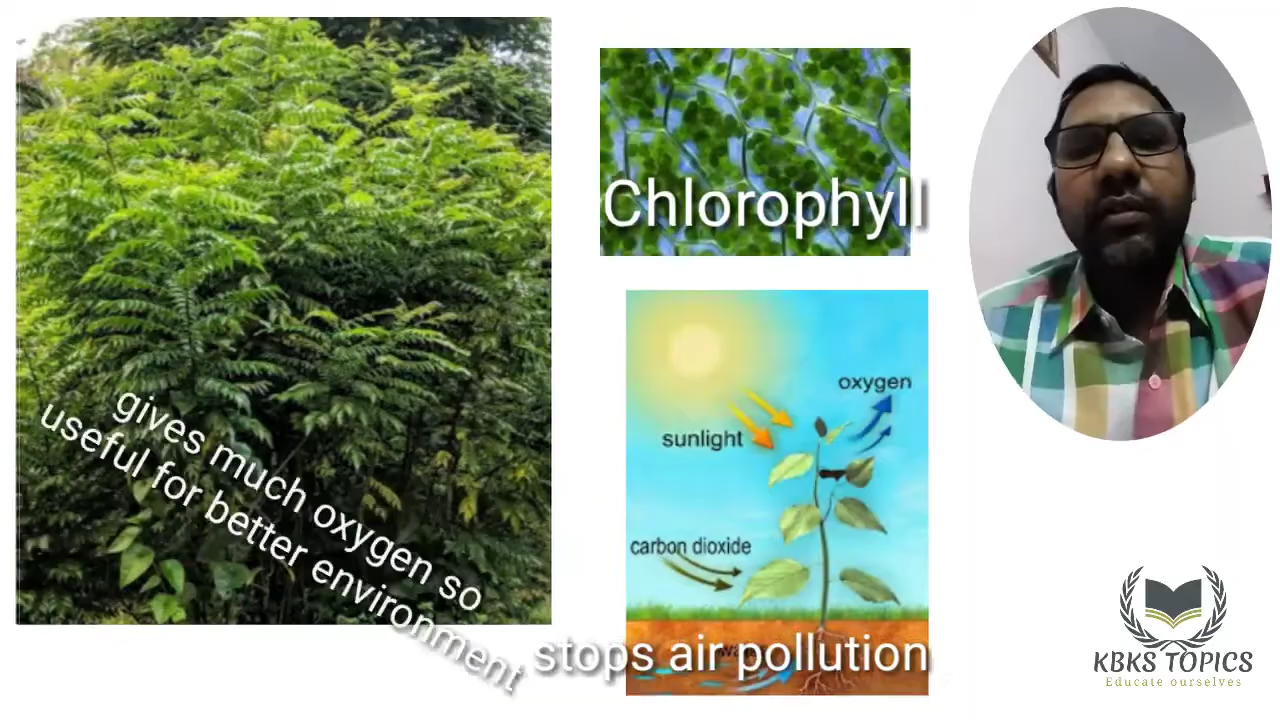 Chlorophyll
oxygen
sunlight
carbon dioxide
gives much oxygen so
useful for better environment
stops air pollution
KBKS TOPICS
Educate ourselves